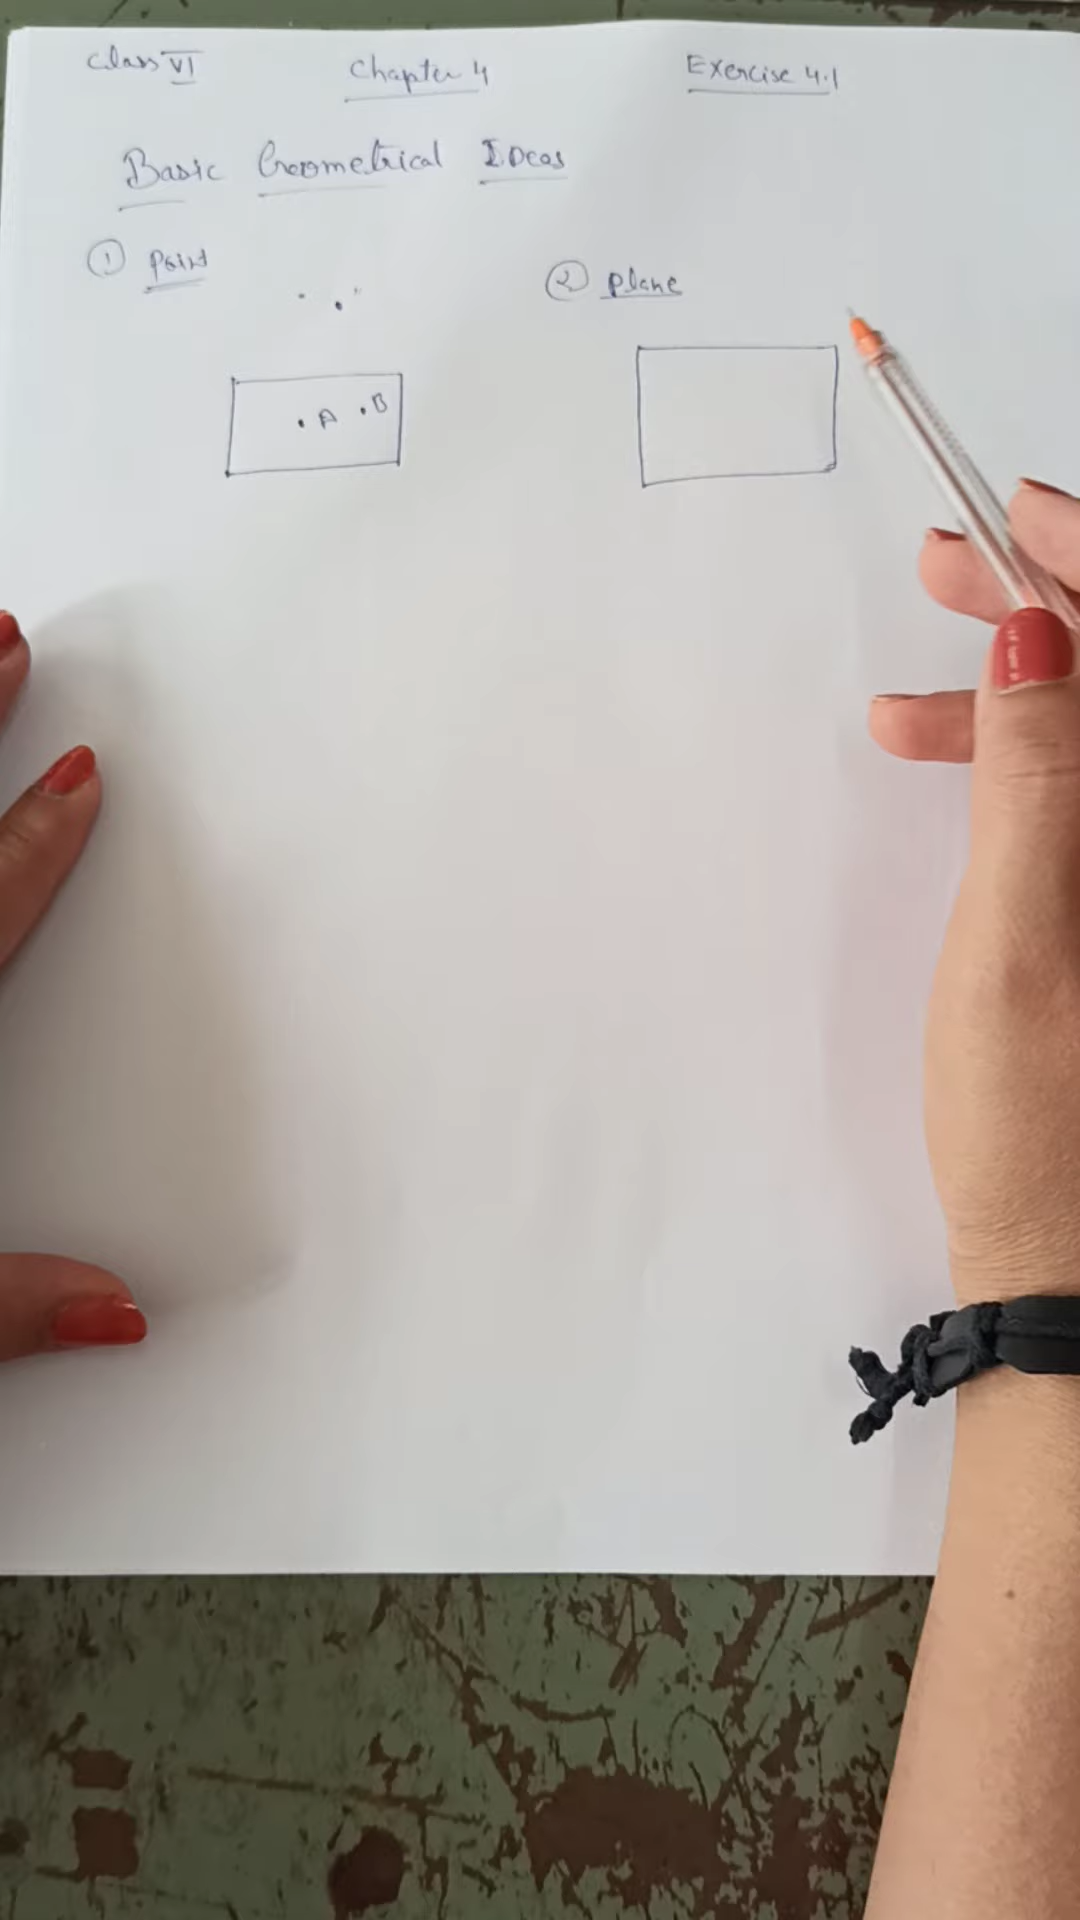 Class VI Chapter 4 Exercise 4.1
Basic Geometrical IDeas
① Point
② plane
. A . B